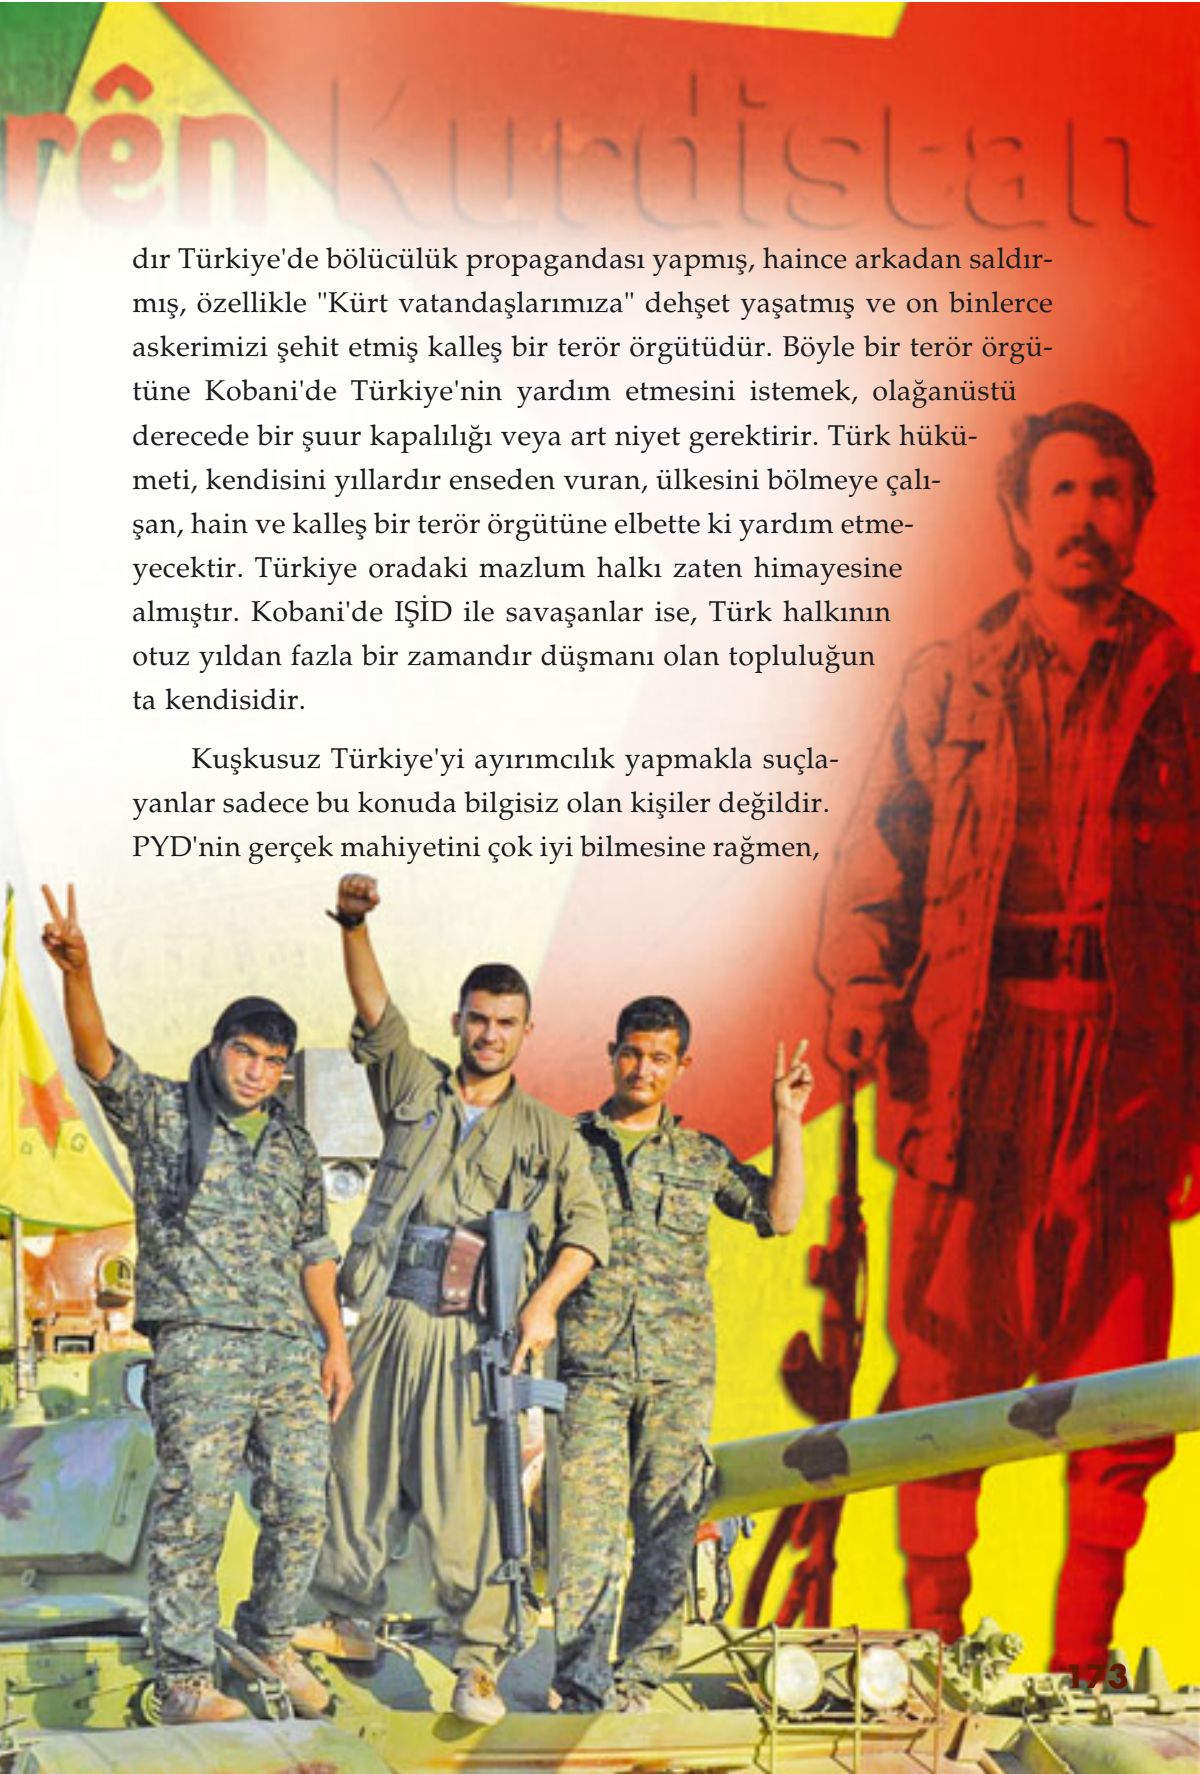 rên Kurdistan
dır Türkiye'de bölücülük propagandası yapmış, haince arkadan saldır-
mış, özellikle "Kürt vatandaşlarımıza" dehşet yaşatmış ve on binlerce
askerimizi şehit etmiş kalleş bir terör örgütüdür. Böyle bir terör örgü-
tüne Kobani'de Türkiye'nin yardım etmesini istemek, olağanüstü
derecede bir şuur kapalılığı veya art niyet gerektirir. Türk hükü-
meti, kendisini yıllardır enseden vuran, ülkesini bölmeye çalı-
şan, hain ve kalleş bir terör örgütüne elbette ki yardım etme-
yecektir. Türkiye oradaki mazlum halkı zaten himayesine
almıştır. Kobani'de IŞİD ile savaşanlar ise, Türk halkının
otuz yıldan fazla bir zamandır düşmanı olan topluluğun
ta kendisidir.
Kuşkusuz Türkiye'yi ayırımcılık yapmakla suçla-
yanlar sadece bu konuda bilgisiz olan kişiler değildir.
PYD'nin gerçek mahiyetini çok iyi bilmesine rağmen,
173